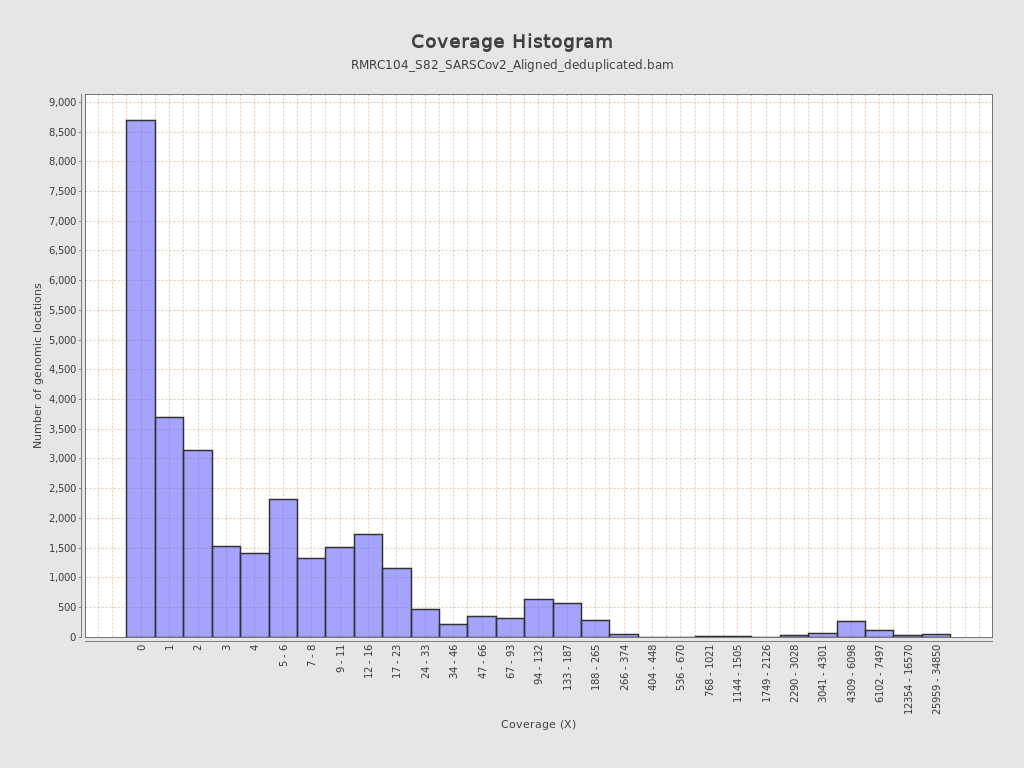 Coverage Histogram
RMRC104_S82_SARSCov2_Aligned_deduplicated.bam
9,000
8,500
8,000
7,500
7,000
6,500
6,000
5,500
5,000
4,500
4,000
3,500
3,000
2,500
2,000
1,500
1,000
500
0
Number of genomic locations
0
1
2
3
4
5 - 6
7 - 8
9 - 11
12 - 16
17 - 23
24 - 33
34 - 46
47 - 66
67 - 93
94 - 132
133 - 187
188 - 265
266 - 374
404 - 448
536 - 670
768 - 1021
1144 - 1505
1749 - 2126
2290 - 3028
3041 - 4301
4309 - 6098
6102 - 7497
12354 - 16570
25959 - 34850
Coverage (X)